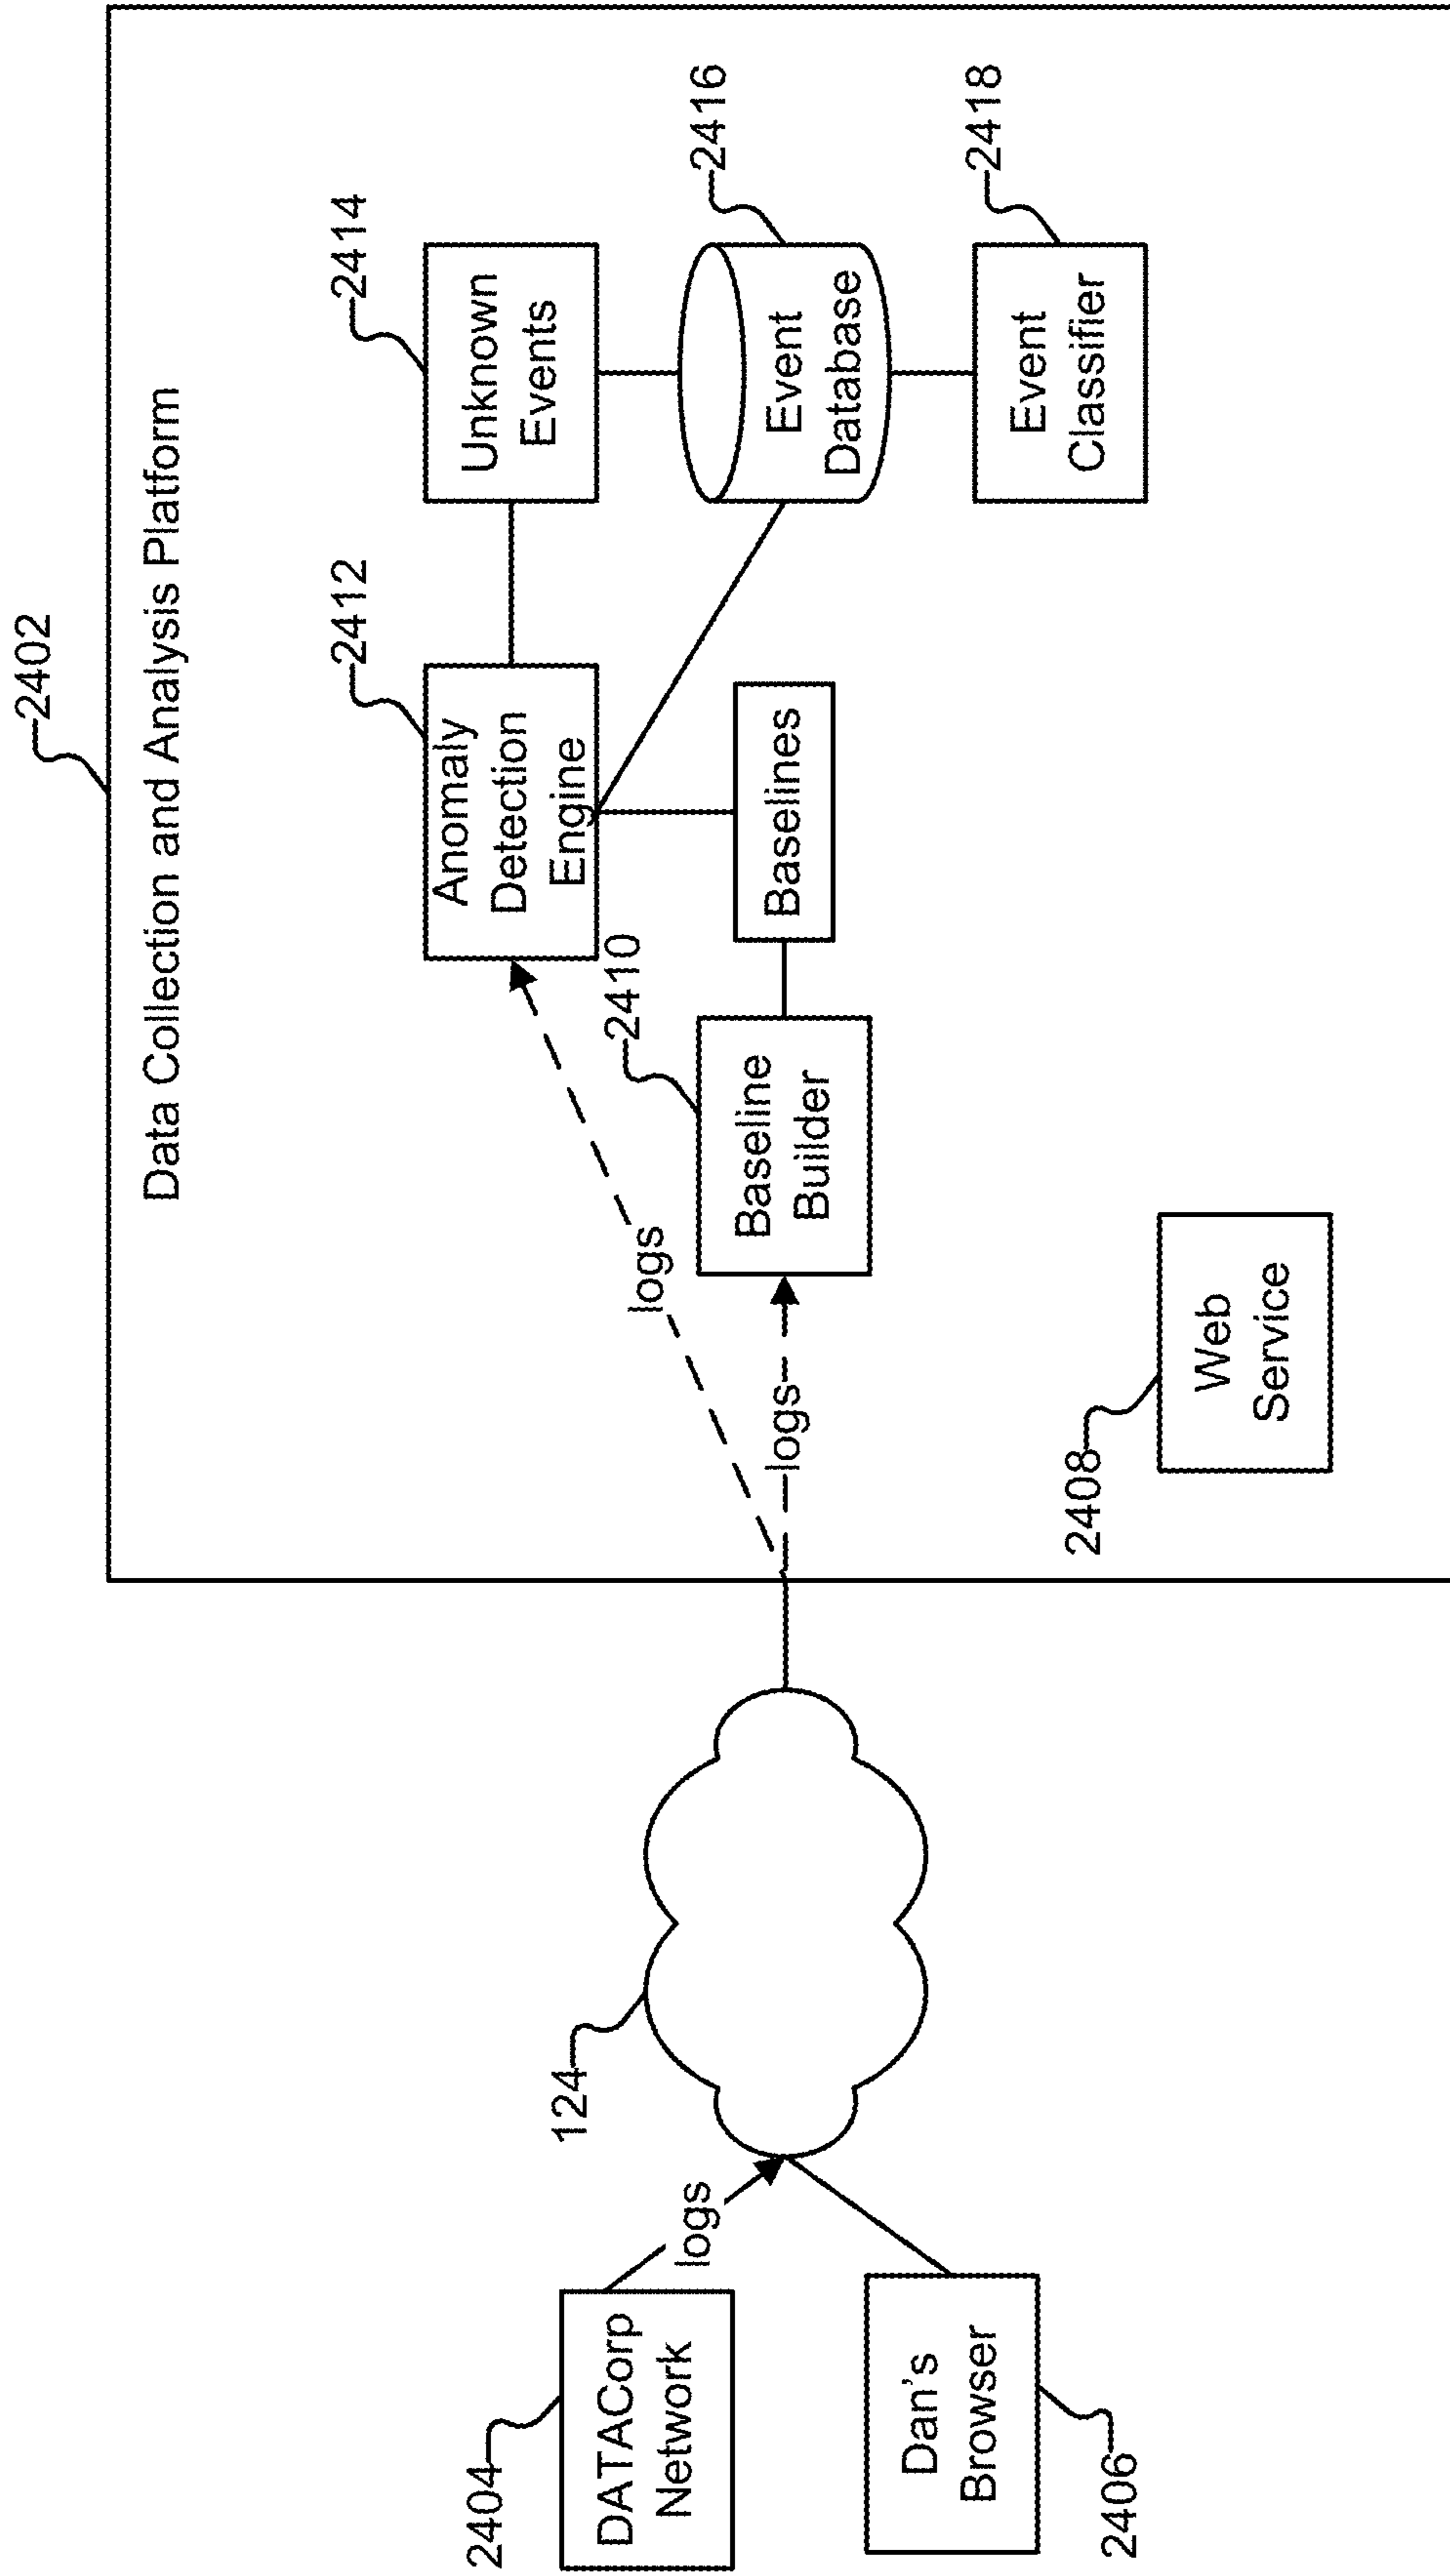 2402
Data Collection and Analysis Platform
2404
DATACorp
Network
logs
2406
Dan's
Browser
124
logs
logs
2412
Anomaly
Detection
Engine
2414
Unknown
Events
2410
Baseline
Builder
Baselines
2416
Event
Database
2418
Event
Classifier
2408
Web
Service